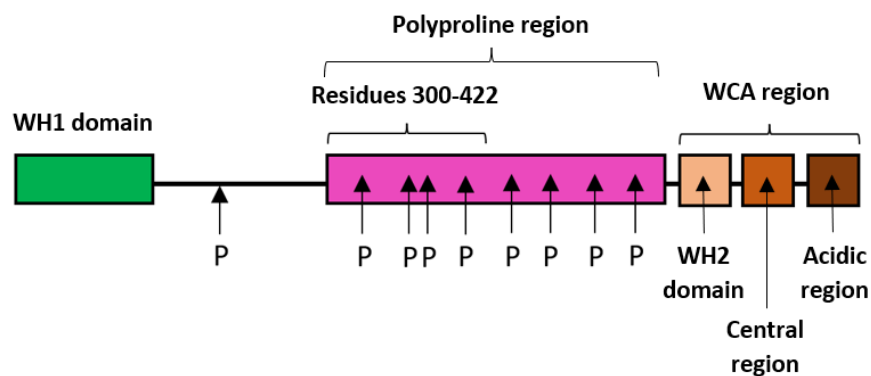 Polyproline region
Residues 300-422
WCA region
WH1 domain
P
P
P
P
P
P
P
P
P
WH2
domain
Acidic
region
Central
region